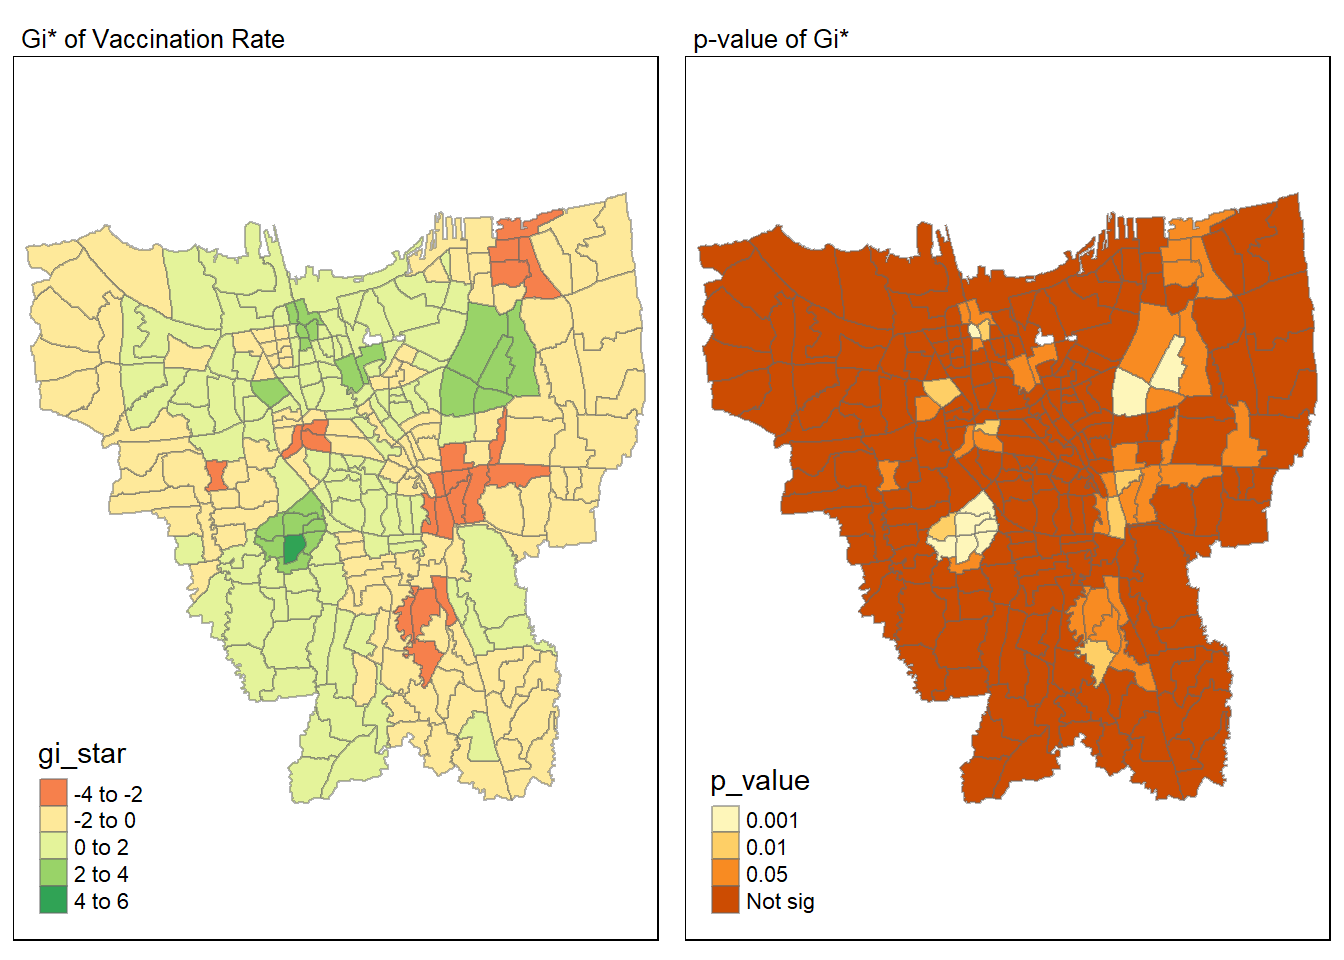 Gi* of Vaccination Rate
gi_star
-4 to -2
-2 to 0
0 to 2
2 to 4
4 to 6
p-value of Gi*
p_value
0.001
0.01
0.05
Not sig